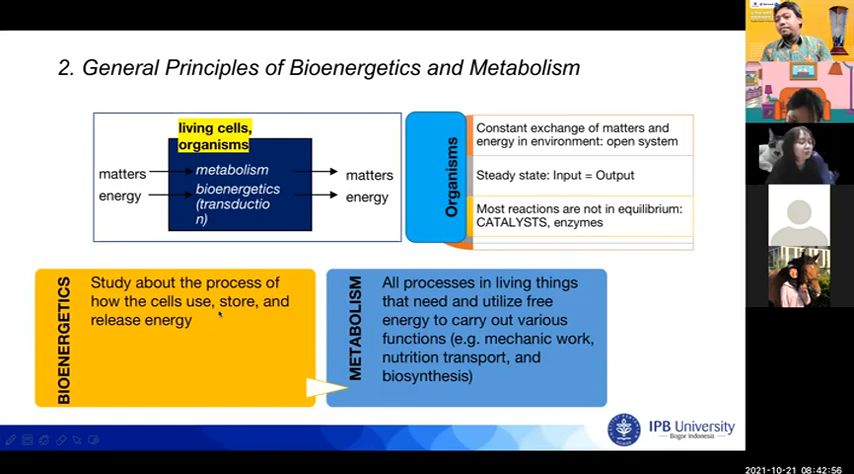 2. General Principles of Bioenergetics and Metabolism
living cells,
organisms
matters
energy
metabolism
bioenergetics
(transductio
n)
matters
energy
Organisms
Constant exchange of matters and
energy in environment: open system
Steady state: Input = Output
Most reactions are not in equilibrium:
CATALYSTS, enzymes
BIOENERGETICS
Study about the process of
how the cells use, store, and
release energy
METABOLISM
All processes in living things
that need and utilize free
energy to carry out various
functions (e.g. mechanic work,
nutrition transport, and
biosynthesis)
IPB University
Bogor Indonesia
2021-10-21 08:42:56